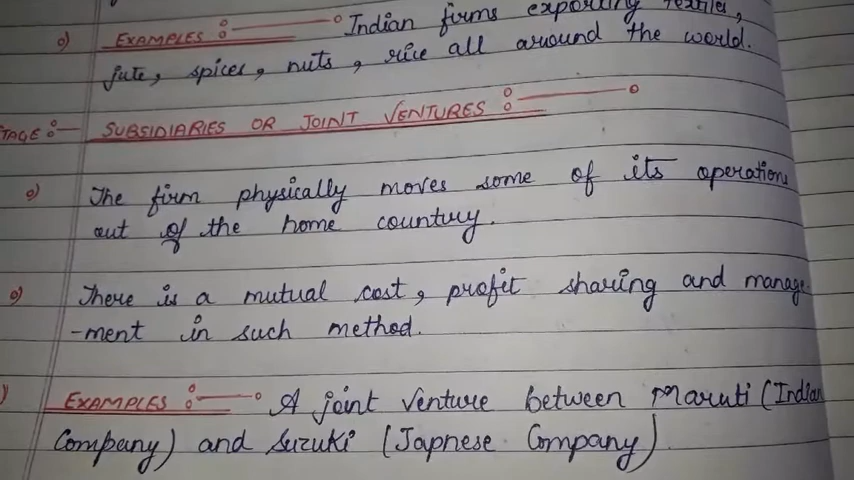 o) EXAMPLES :- Indian firms exporting textiles,
jute, spices, nuts, rice all around the world.
TAGE :- SUBSIDIARIES OR JOINT VENTURES :-
o) The firm physically moves some of its operations
out of the home country.
o) There is a mutual cost, profit sharing and manage
-ment in such method.
) EXAMPLES :- A joint venture between Maruti (Indian
Company) and Suzuki (Japnese Company).